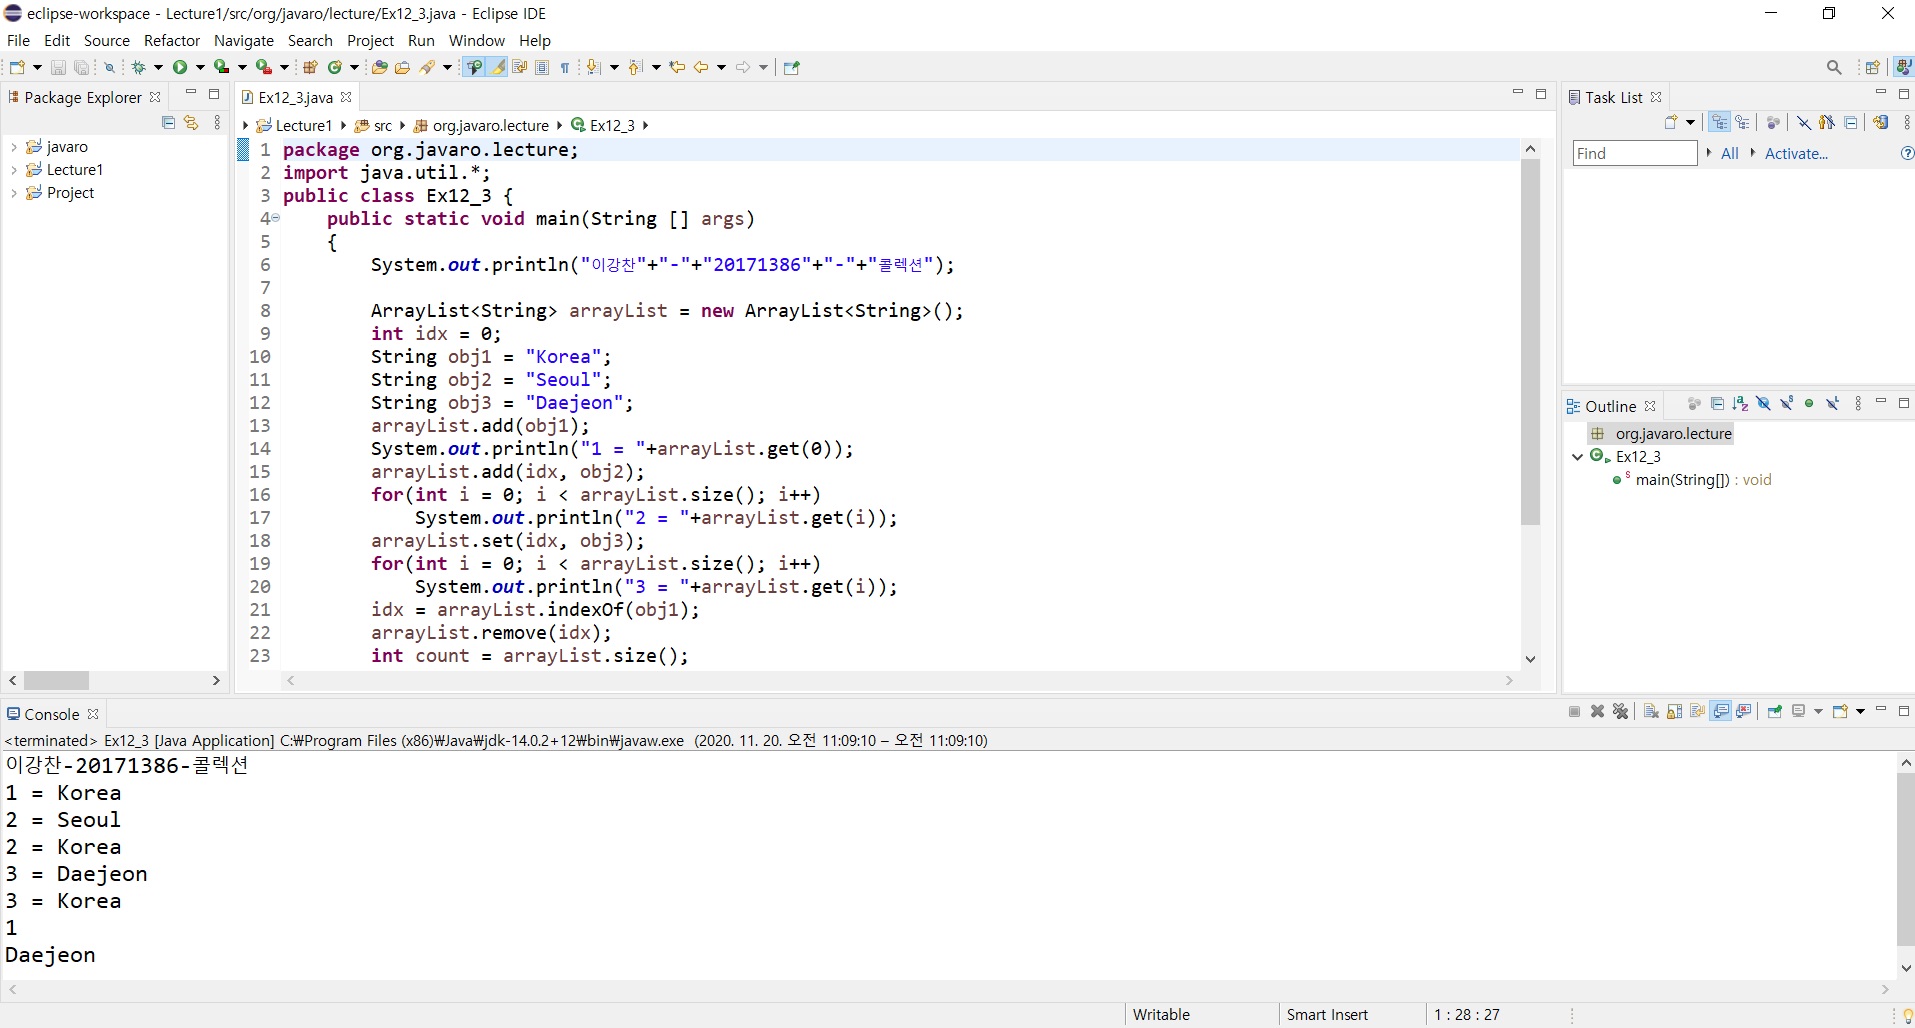 eclipse-workspace - Lecture1/src/org/javaro/lecture/Ex12_3.java - Eclipse IDE
File Edit Source Refactor Navigate Search Project Run Window Help
Package Explorer
javaro
Lecture1
Project
Ex12_3.java
Lecture1 src org.javaro.lecture Ex12_3
1 package org.javaro.lecture;
2 import java.util.*;
3 public class Ex12_3 {
4 public static void main(String [] args)
5 {
6 System.out.println("이강찬"+"-"+"20171386"+"-"+"콜렉션");
7
8 ArrayList<String> arrayList = new ArrayList<String>();
9 int idx = 0;
10 String obj1 = "Korea";
11 String obj2 = "Seoul";
12 String obj3 = "Daejeon";
13 arrayList.add(obj1);
14 System.out.println("1 = "+arrayList.get(0));
15 arrayList.add(idx, obj2);
16 for(int i = 0; i < arrayList.size(); i++)
17 System.out.println("2 = "+arrayList.get(i));
18 arrayList.set(idx, obj3);
19 for(int i = 0; i < arrayList.size(); i++)
20 System.out.println("3 = "+arrayList.get(i));
21 idx = arrayList.indexOf(obj1);
22 arrayList.remove(idx);
23 int count = arrayList.size();
Task List
Find All Activate...
Outline
org.javaro.lecture
Ex12_3
main(String[]) : void
Console
<terminated> Ex12_3 [Java Application] C:₩Program Files (x86)₩Java₩jdk-14.0.2+12₩bin₩javaw.exe (2020. 11. 20. 오전 11:09:10 – 오전 11:09:10)
이강찬-20171386-콜렉션
1 = Korea
2 = Seoul
2 = Korea
3 = Daejeon
3 = Korea
1
Daejeon
Writable Smart Insert 1 : 28 : 27